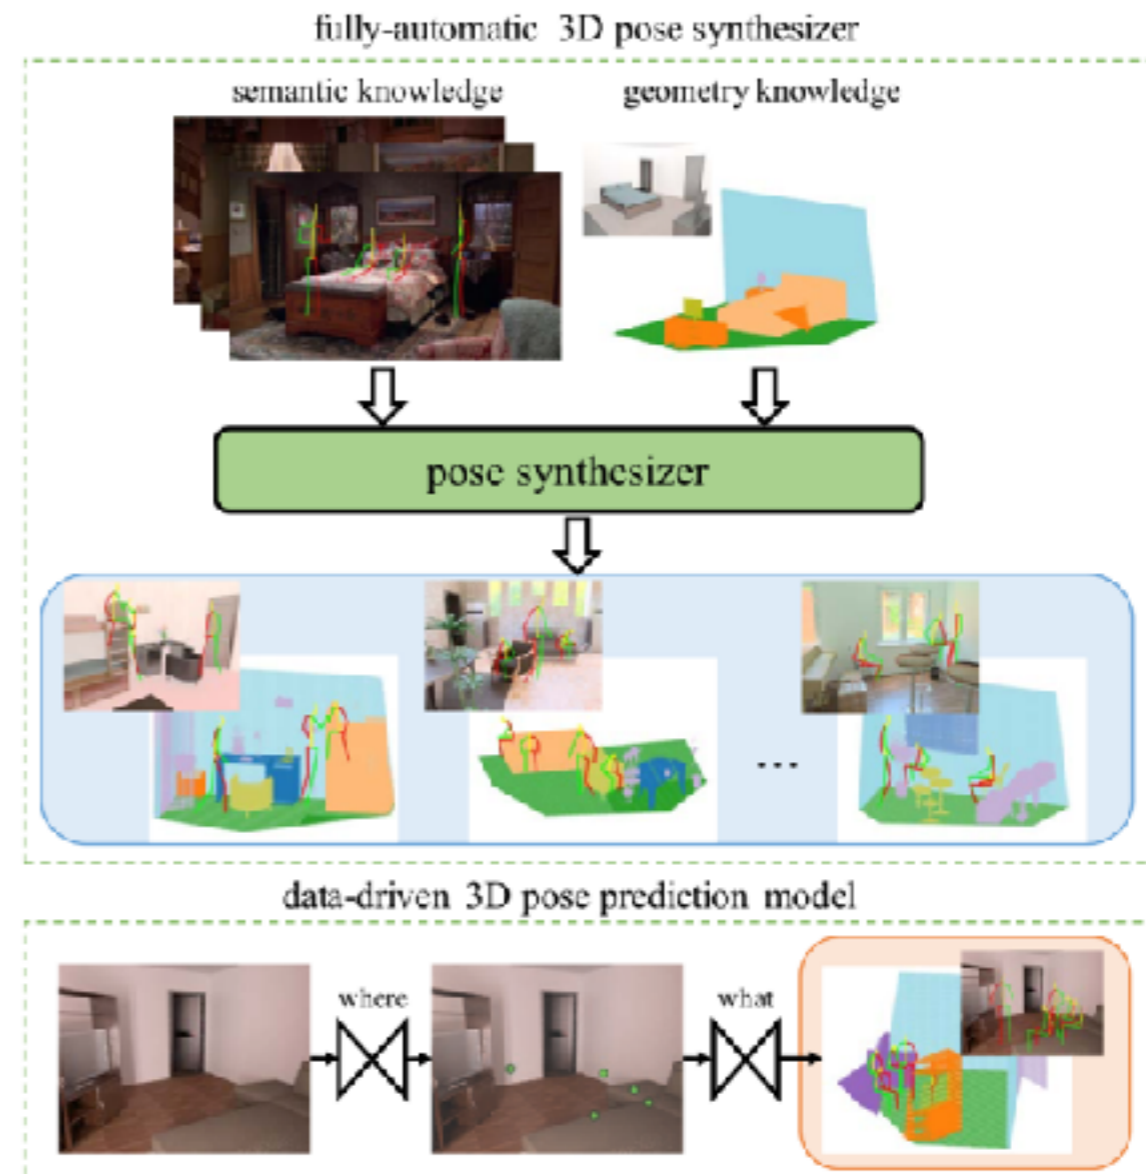 fully-automatic 3D pose synthesizer
semantic knowledge
geometry knowledge
pose synthesizer
...
data-driven 3D pose prediction model
where
what